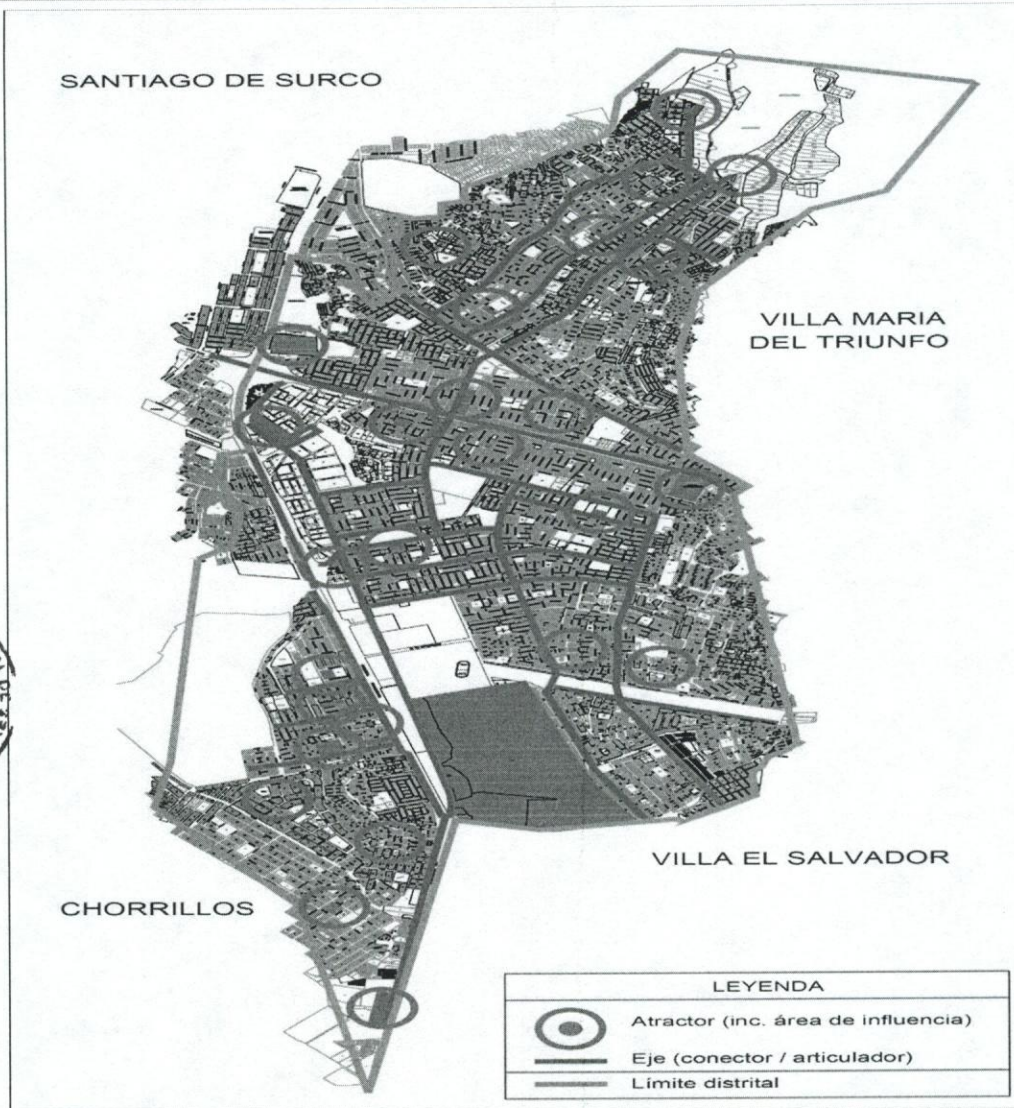 SANTIAGO DE SURCO
VILLA MARIA
DEL TRIUNFO
VILLA EL SALVADOR
CHORRILLOS
LEYENDA
Atractor (inc. área de influencia)
Eje (conector / articulador)
Límite distrital